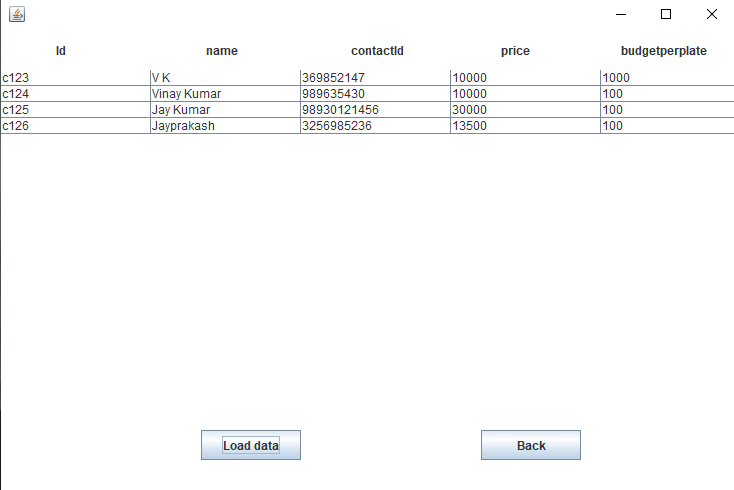 Id name contactId price budgetperplate
c123 V K 369852147 10000 1000
c124 Vinay Kumar 989635430 10000 100
c125 Jay Kumar 98930121456 30000 100
c126 Jayprakash 3256985236 13500 100
Load data Back